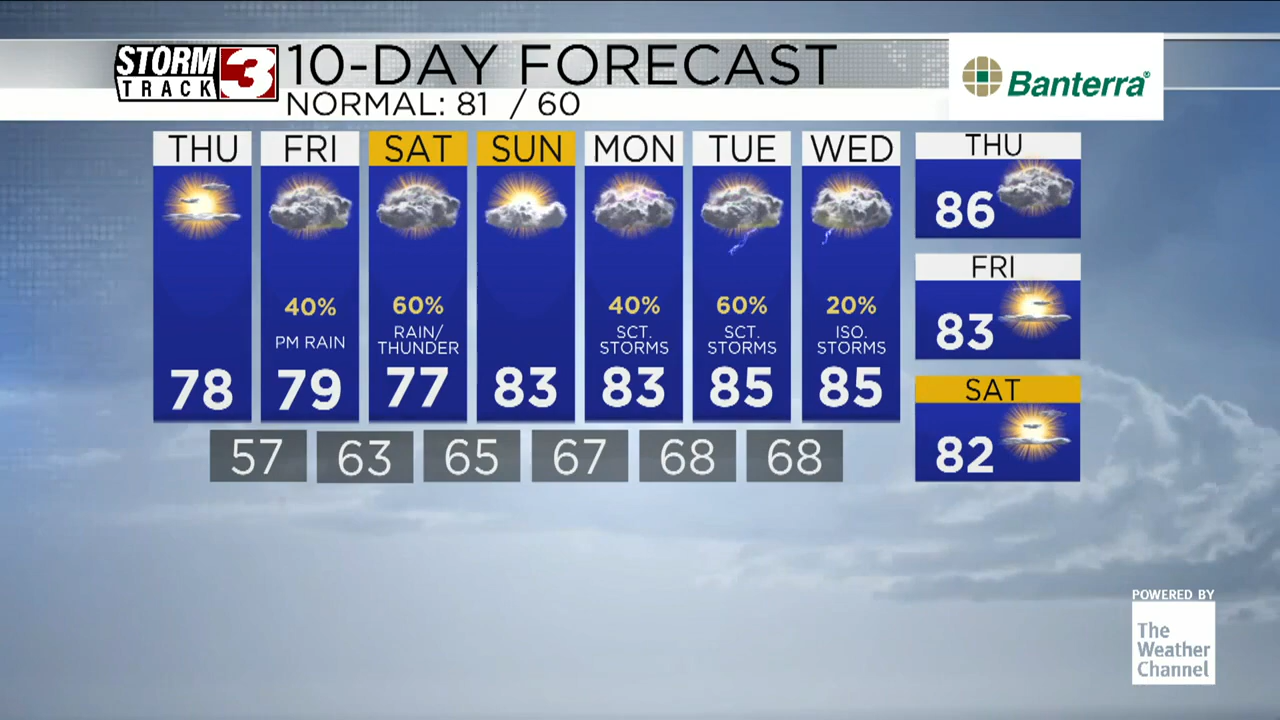 STORM
TRACK 3
10-DAY FORECAST
NORMAL: 81 / 60
Banterra®
THU
78
FRI
40%
PM RAIN
79
SAT
60%
RAIN/
THUNDER
77
SUN
83
MON
40%
SCT.
STORMS
83
TUE
60%
SCT.
STORMS
85
WED
20%
ISO.
STORMS
85
57
63
65
67
68
68
THU
86
FRI
83
SAT
82
POWERED BY
The
Weather
Channel